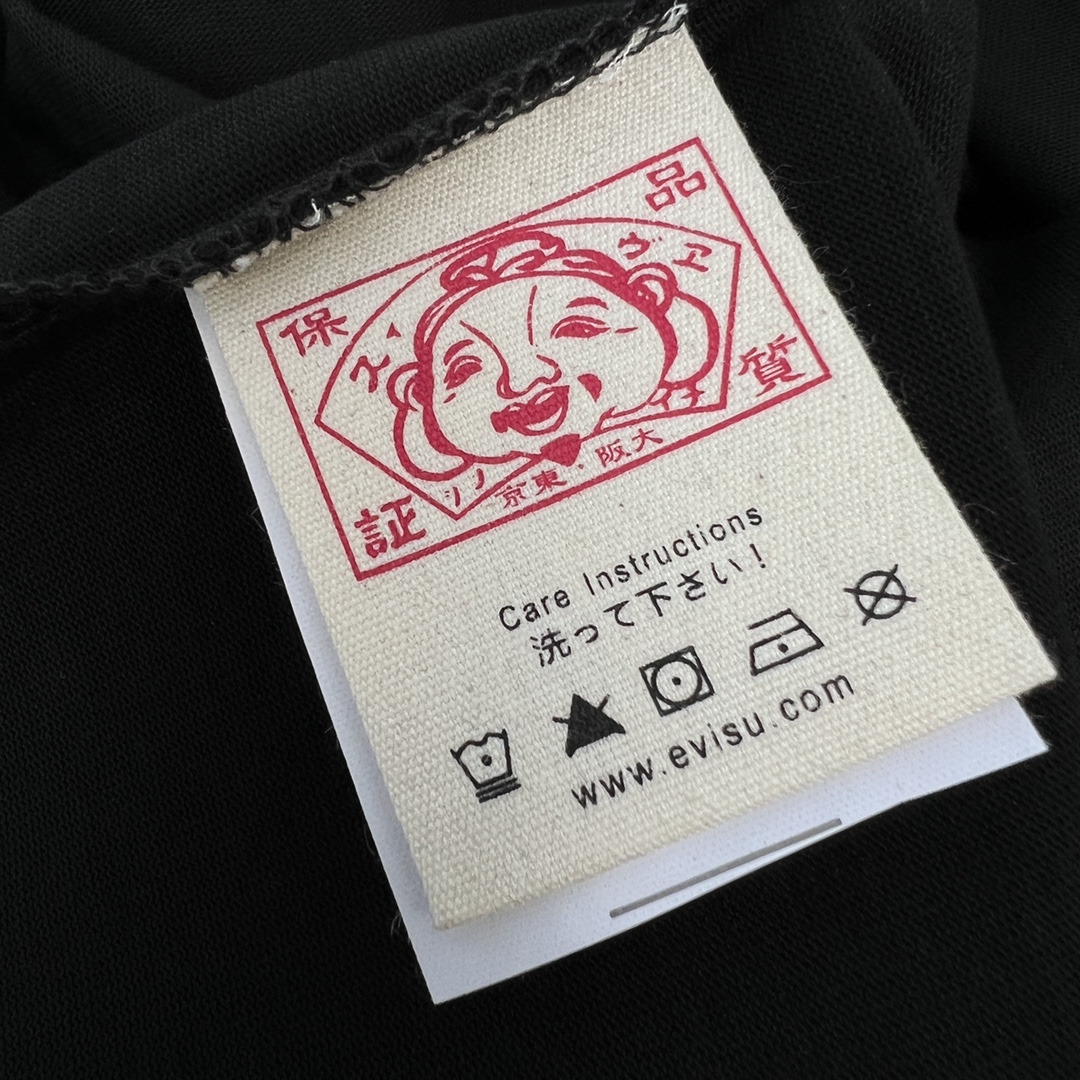 品
質
保
証
大阪・東京
Care Instructions
洗って下さい！
www.evisu.com